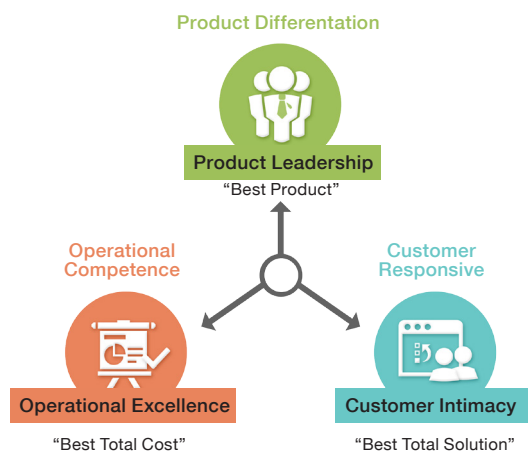 Product Differentation
Product Leadership
“Best Product”
Operational
Competence
Operational Excellence
“Best Total Cost”
Customer
Responsive
Customer Intimacy
“Best Total Solution”